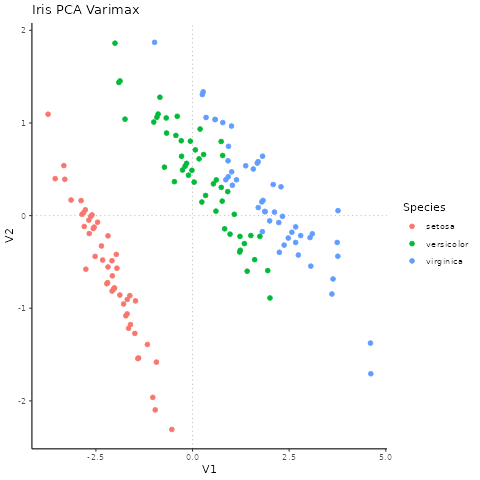 Iris PCA Varimax
2
1
0
-1
-2
V2
-2.5
0.0
2.5
5.0
V1
Species
setosa
versicolor
virginica